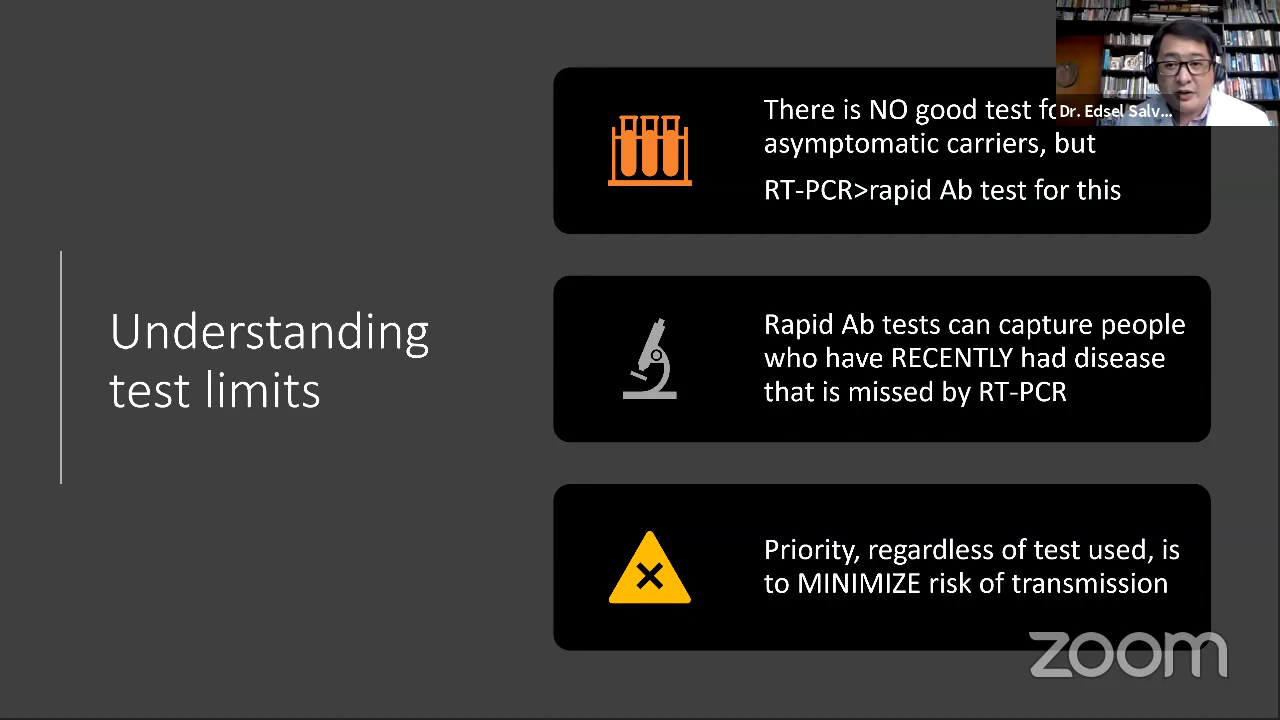 Understanding
test limits
There is NO good test fo
asymptomatic carriers, but
RT-PCR>rapid Ab test for this
Rapid Ab tests can capture people
who have RECENTLY had disease
that is missed by RT-PCR
Priority, regardless of test used, is
to MINIMIZE risk of transmission
Dr. Edsel Salv...
zoom